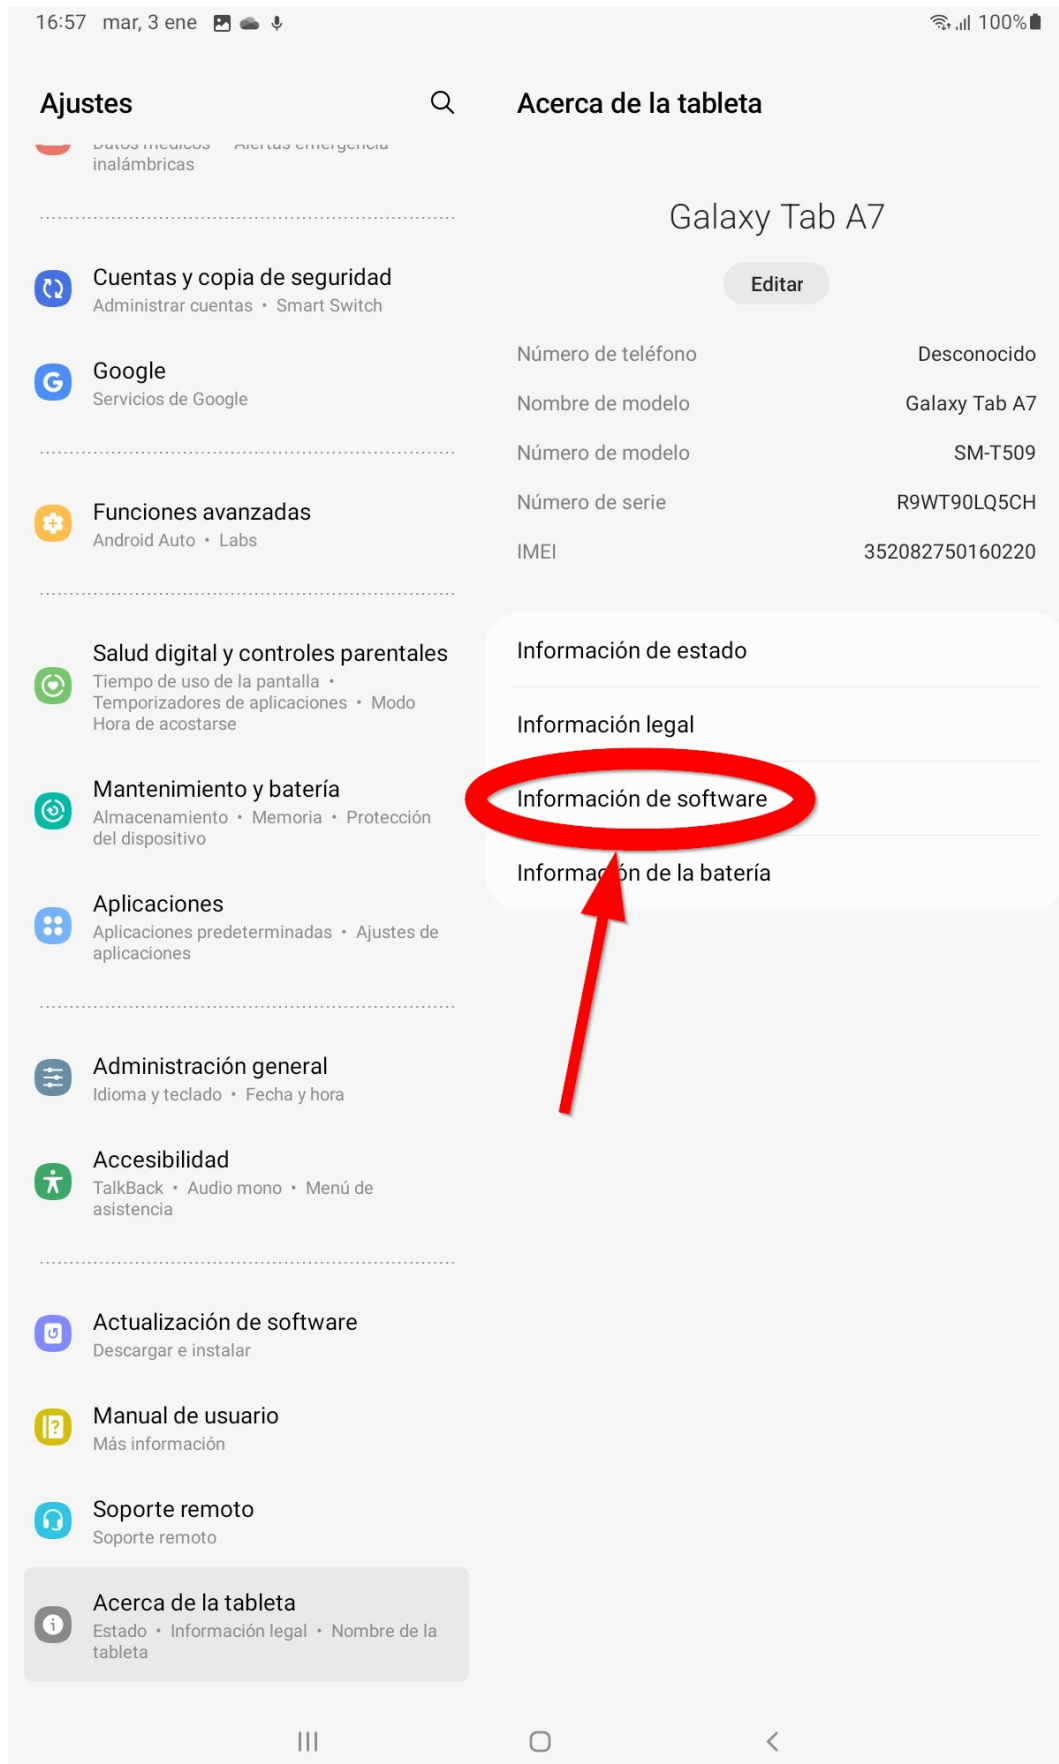 16:57 mar, 3 ene
100%
Ajustes
Datos médicos Alertas emergencia
inalámbricas
Cuentas y copia de seguridad
Administrar cuentas • Smart Switch
Google
Servicios de Google
Funciones avanzadas
Android Auto • Labs
Salud digital y controles parentales
Tiempo de uso de la pantalla •
Temporizadores de aplicaciones • Modo
Hora de acostarse
Mantenimiento y batería
Almacenamiento • Memoria • Protección
del dispositivo
Aplicaciones
Aplicaciones predeterminadas • Ajustes de
aplicaciones
Administración general
Idioma y teclado • Fecha y hora
Accesibilidad
TalkBack • Audio mono • Menú de
asistencia
Actualización de software
Descargar e instalar
Manual de usuario
Más información
Soporte remoto
Soporte remoto
Acerca de la tableta
Estado • Información legal • Nombre de la
tableta
Acerca de la tableta
Galaxy Tab A7
Editar
Número de teléfono Desconocido
Nombre de modelo Galaxy Tab A7
Número de modelo SM-T509
Número de serie R9WT90LQ5CH
IMEI 352082750160220
Información de estado
Información legal
Información de software
Información de la batería